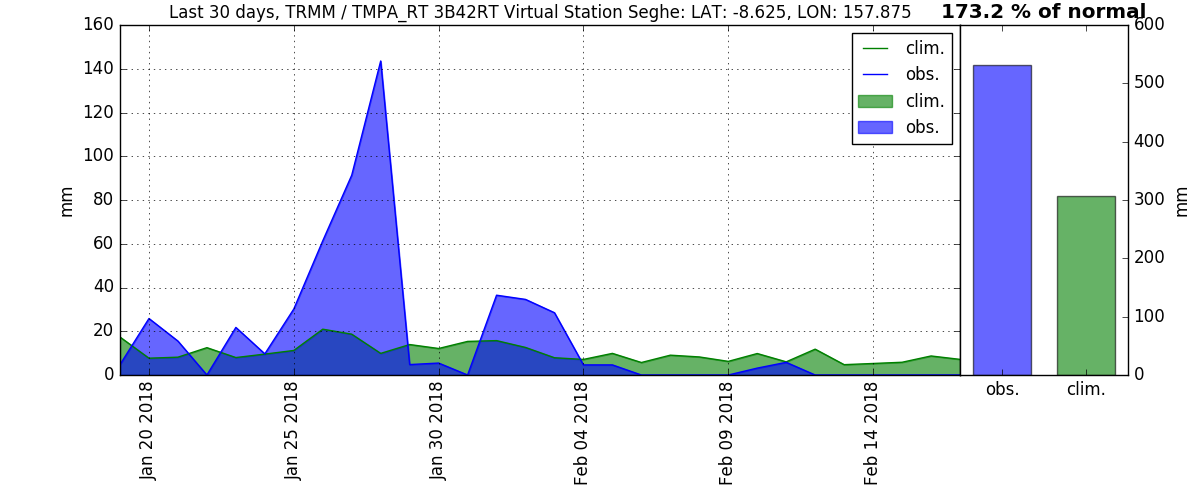 Last 30 days, TRMM / TMPA_RT 3B42RT Virtual Station Seghe: LAT: -8.625, LON: 157.875
173.2 % of normal
160
140
120
100
80
60
40
20
0
mm
clim.
obs.
clim.
obs.
Jan 20 2018
Jan 25 2018
Jan 30 2018
Feb 04 2018
Feb 09 2018
Feb 14 2018
600
500
400
300
200
100
0
mm
obs.
clim.